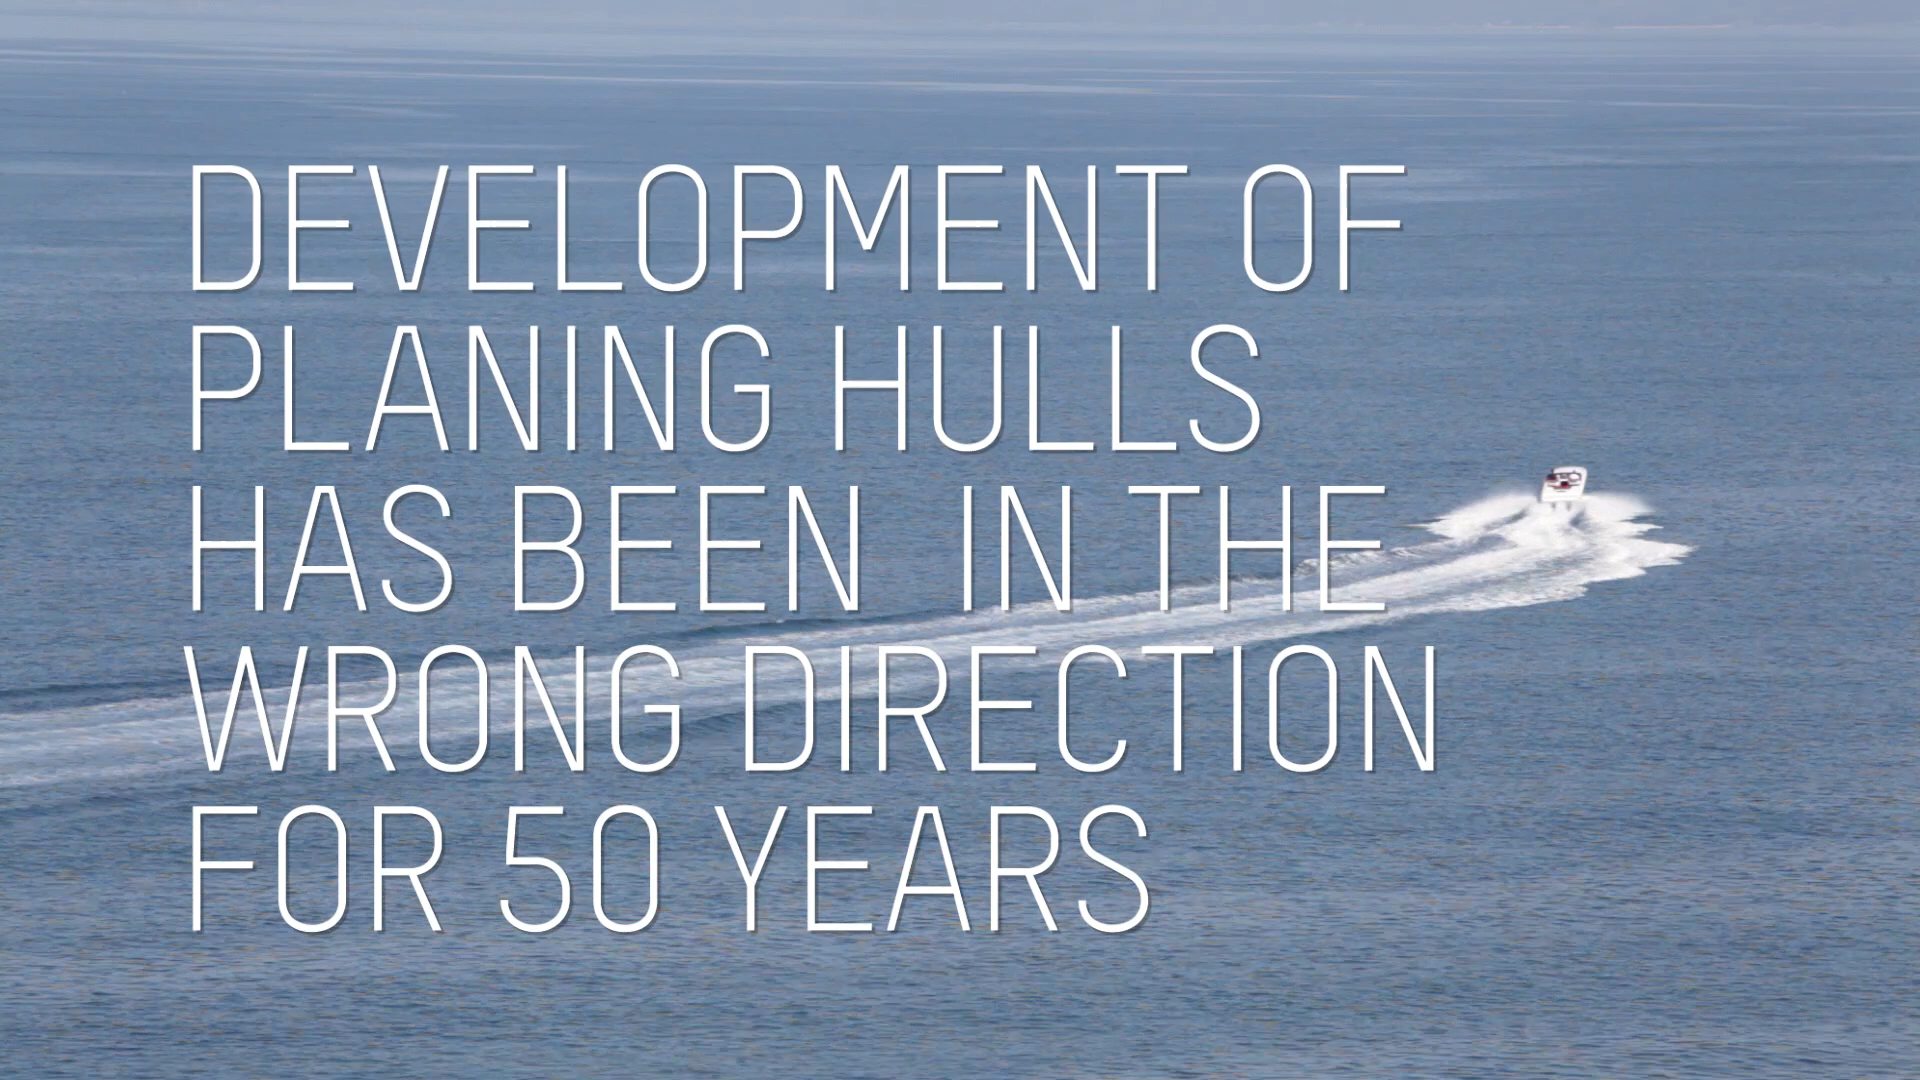 DEVELOPMENT OF
PLANING HULLS
HAS BEEN IN THE
WRONG DIRECTION
FOR 50 YEARS